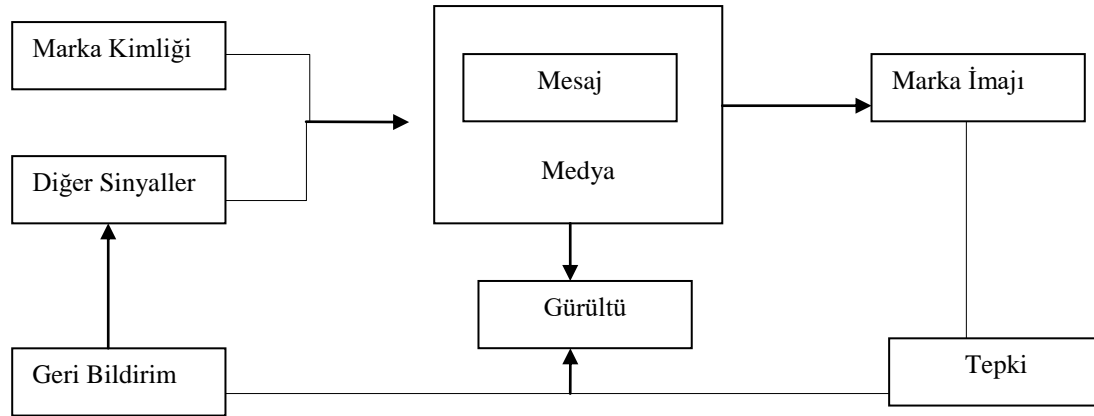 Marka Kimliği
Mesaj
Marka İmajı
Diğer Sinyaller
Medya
Gürültü
Geri Bildirim
Tepki